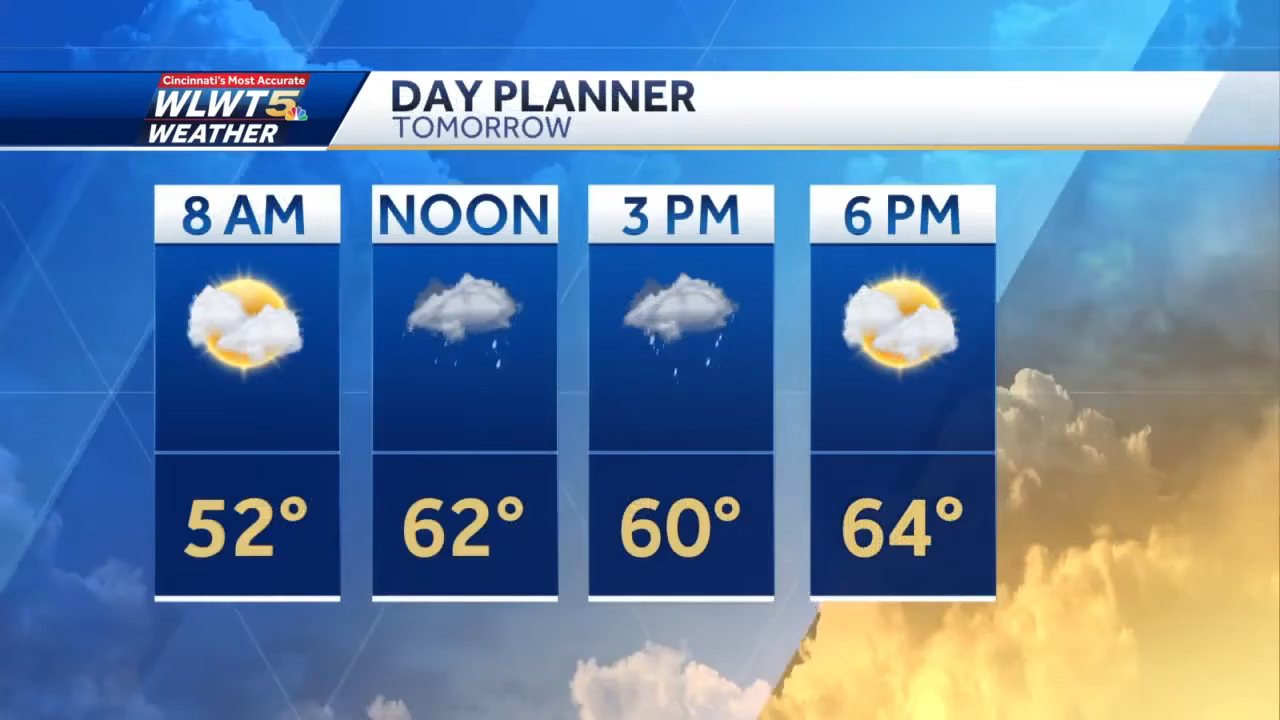 Cincinnati's Most Accurate
WLWT5
WEATHER
DAY PLANNER
TOMORROW
8 AM
NOON
3 PM
6 PM
52°
62°
60°
64°